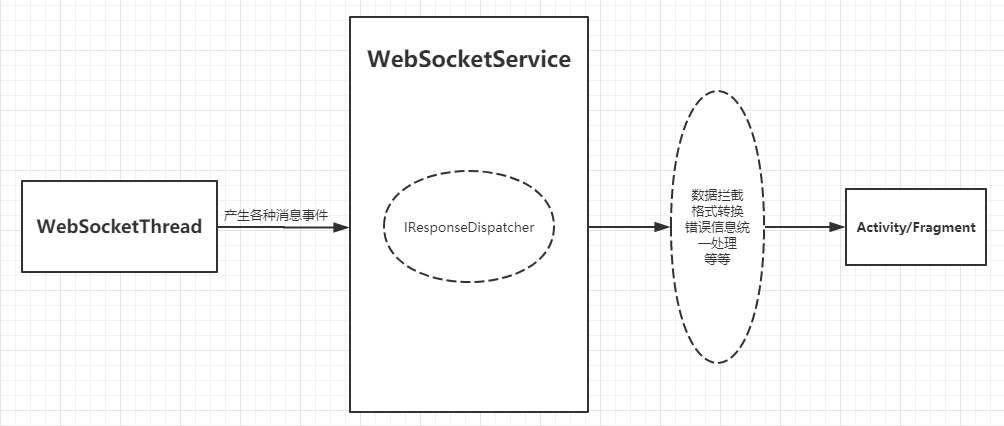 WebSocketService
WebSocketThread
产生各种消息事件
IResponseDispatcher
数据拦截
格式转换
错误信息统
一处理
等等
Activity/Fragment